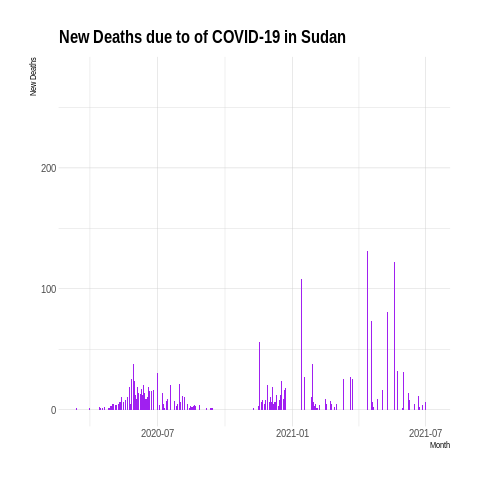 New Deaths due to of COVID-19 in Sudan
New Deaths
200
100
0
2020-07
2021-01
2021-07
Month